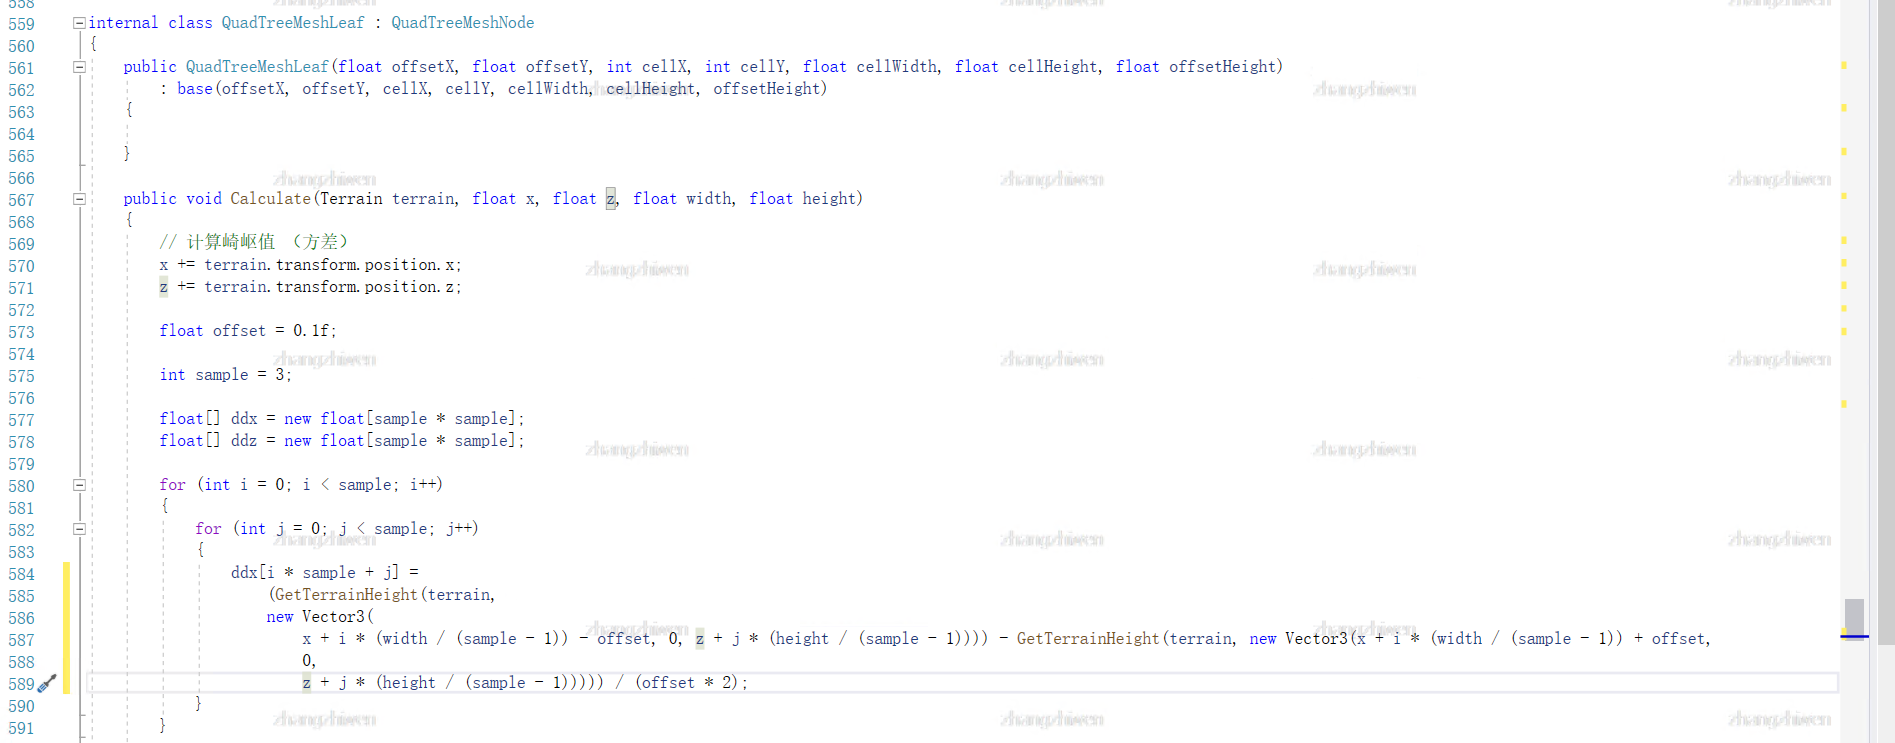 558
559 internal class QuadTreeMeshLeaf : QuadTreeMeshNode
560 {
561 public QuadTreeMeshLeaf(float offsetX, float offsetY, int cellX, int cellY, float cellWidth, float cellHeight, float offsetHeight)
562 : base(offsetX, offsetY, cellX, cellY, cellWidth, cellHeight, offsetHeight)
563 {
564
565 }
566
567 public void Calculate(Terrain terrain, float x, float z, float width, float height)
568 {
569 // 计算崎岖值 （方差）
570 x += terrain.transform.position.x;
571 z += terrain.transform.position.z;
572
573 float offset = 0.1f;
574
575 int sample = 3;
576
577 float[] ddx = new float[sample * sample];
578 float[] ddz = new float[sample * sample];
579
580 for (int i = 0; i < sample; i++)
581 {
582 for (int j = 0; j < sample; j++)
583 {
584 ddx[i * sample + j] =
585 (GetTerrainHeight(terrain,
586 new Vector3(
587 x + i * (width / (sample - 1)) - offset, 0, z + j * (height / (sample - 1)))) - GetTerrainHeight(terrain, new Vector3(x + i * (width / (sample - 1)) + offset,
588 0,
589 z + j * (height / (sample - 1))))) / (offset * 2);
590 }
591 }